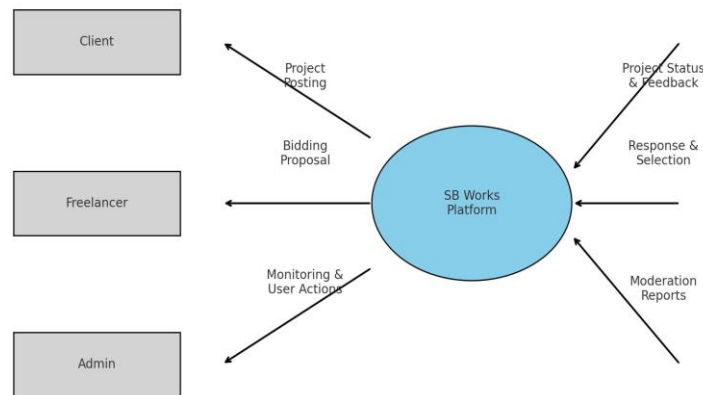 Client
Project
Posting
Project Status
& Feedback
Bidding
Proposal
Response &
Selection
Freelancer
SB Works
Platform
Monitoring &
User Actions
Moderation
Reports
Admin